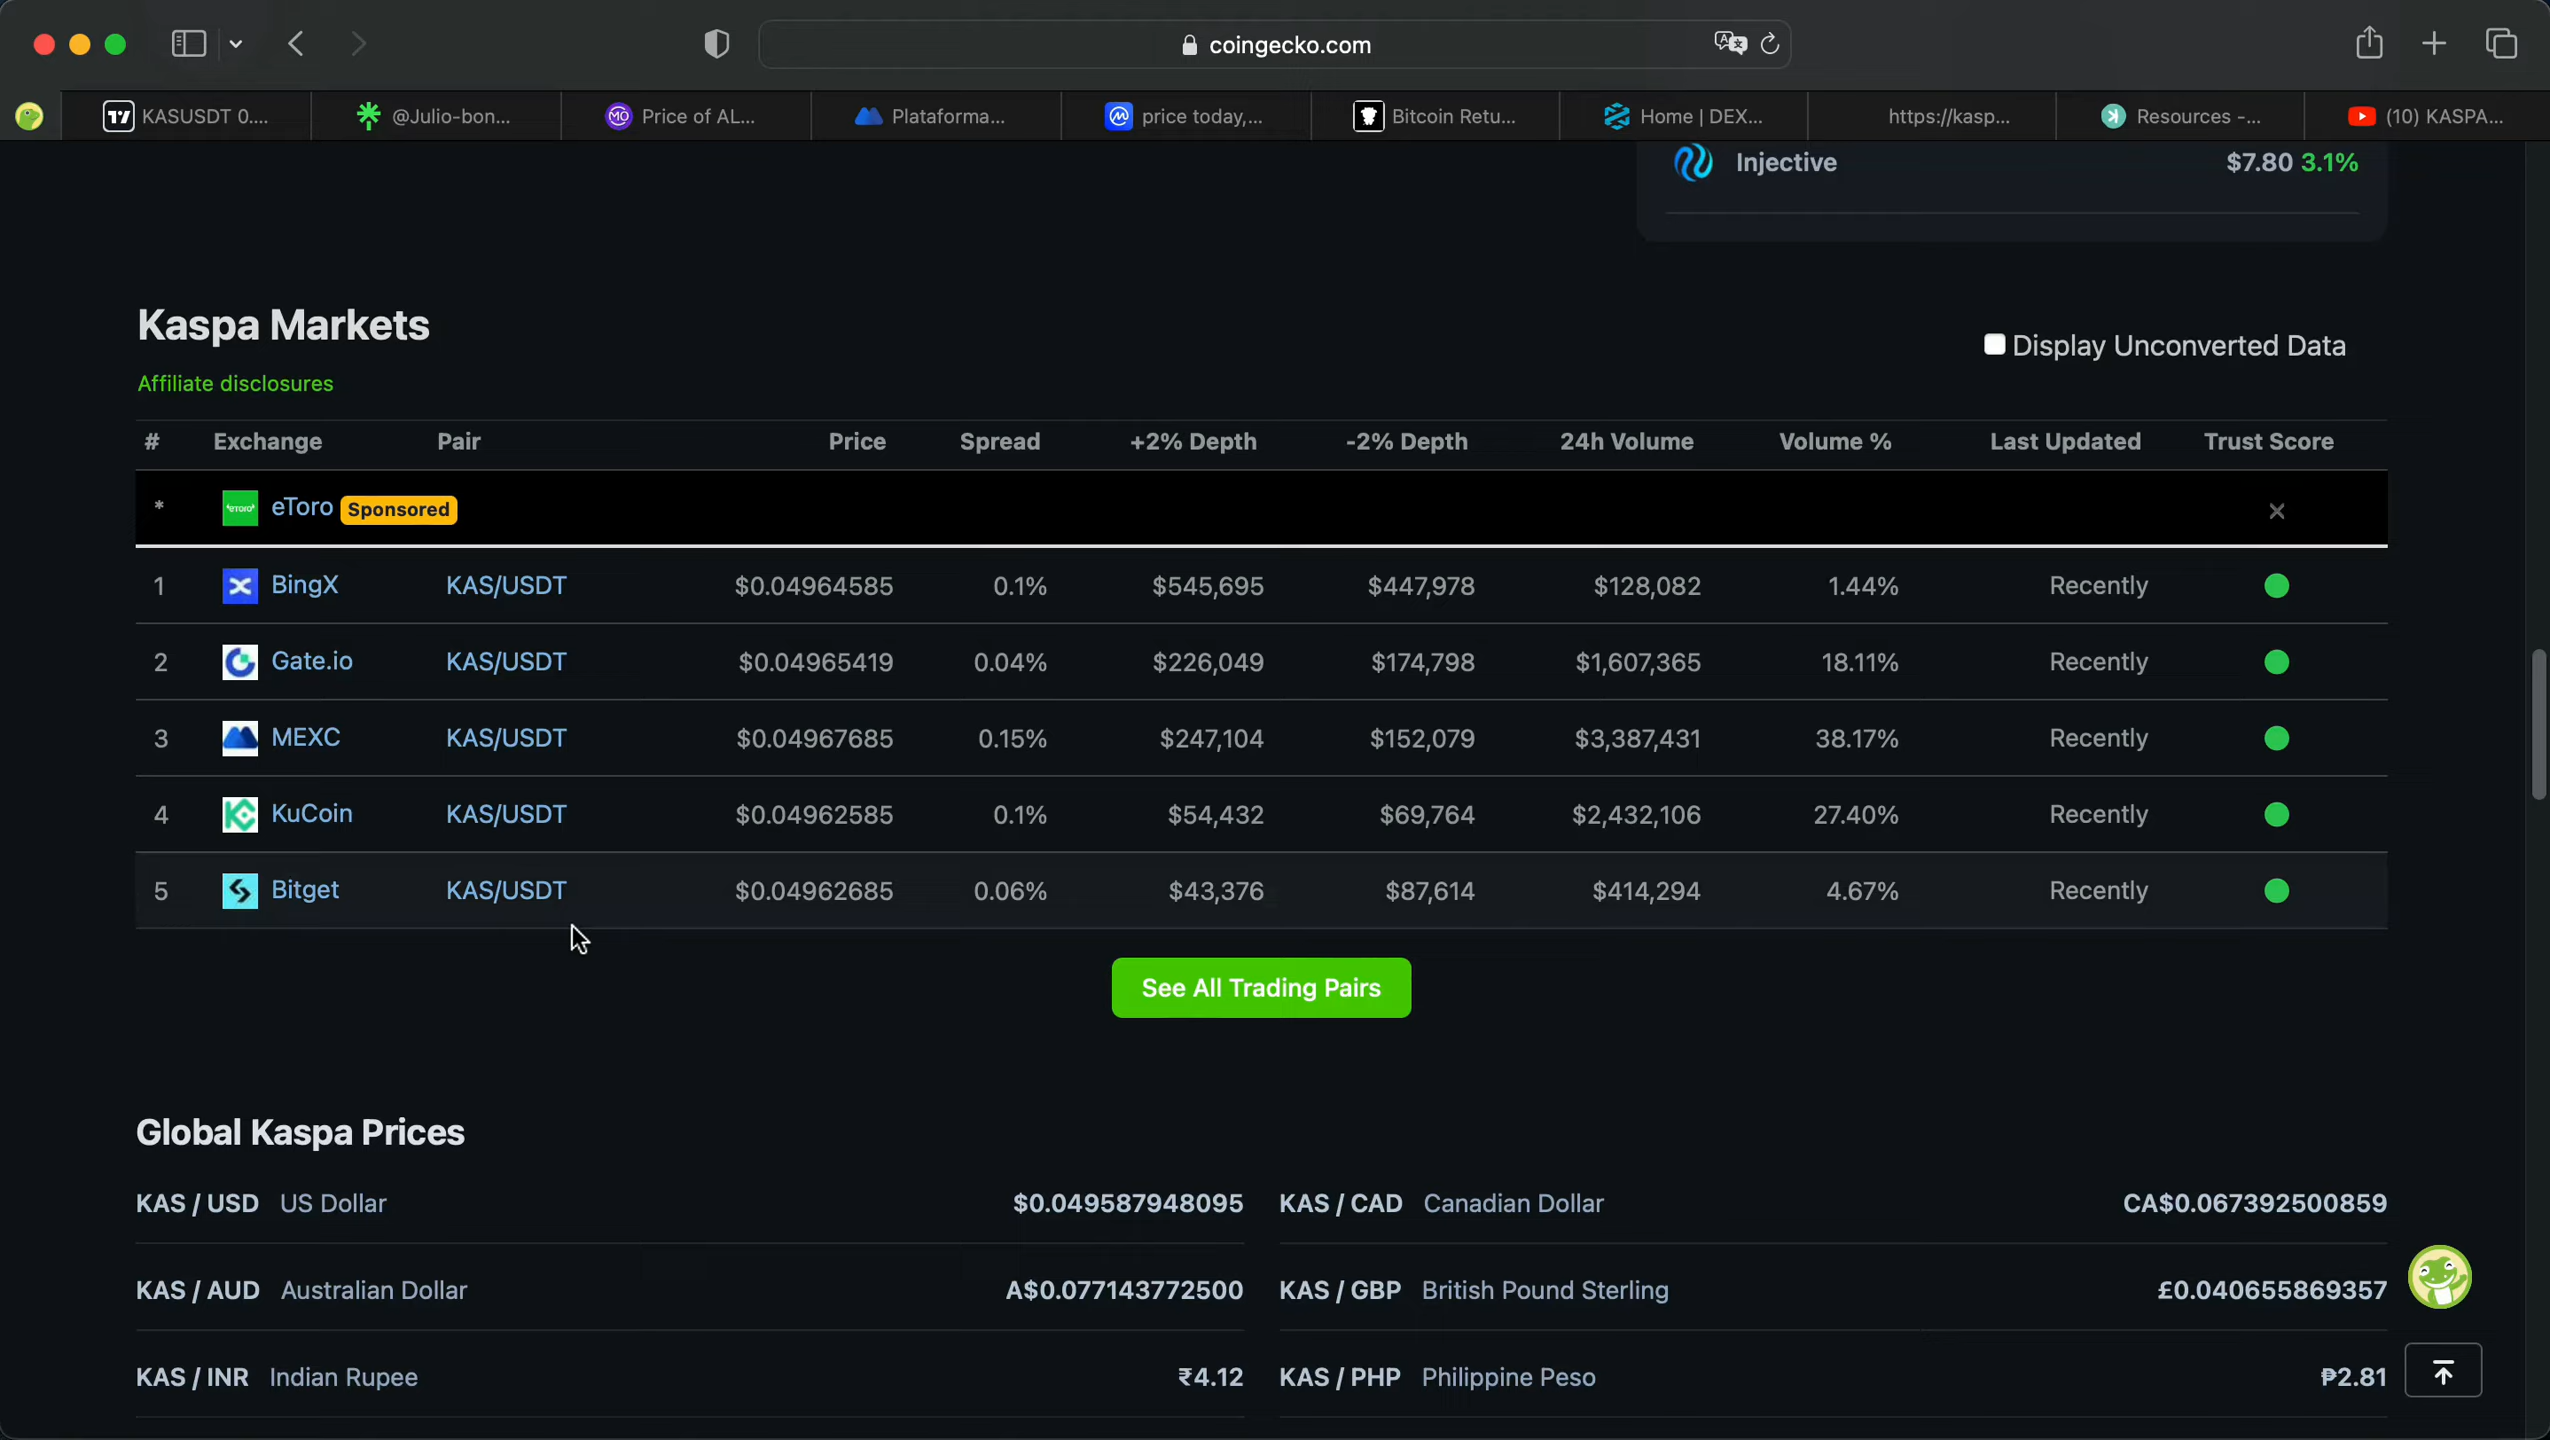 coingecko.com
KASUSDT 0....
@Julio-bon...
Price of AL...
Plataforma...
price today,...
Bitcoin Retu...
Home | DEX...
https://kasp...
Resources -...
(10) KASPA...
Injective $7.80 3.1%
Kaspa Markets
Display Unconverted Data
Affiliate disclosures
# Exchange Pair Price Spread +2% Depth -2% Depth 24h Volume Volume % Last Updated Trust Score
* eToro Sponsored
1 BingX KAS/USDT $0.04964585 0.1% $545,695 $447,978 $128,082 1.44% Recently
2 Gate.io KAS/USDT $0.04965419 0.04% $226,049 $174,798 $1,607,365 18.11% Recently
3 MEXC KAS/USDT $0.04967685 0.15% $247,104 $152,079 $3,387,431 38.17% Recently
4 KuCoin KAS/USDT $0.04962585 0.1% $54,432 $69,764 $2,432,106 27.40% Recently
5 Bitget KAS/USDT $0.04962685 0.06% $43,376 $87,614 $414,294 4.67% Recently
See All Trading Pairs
Global Kaspa Prices
KAS / USD US Dollar $0.049587948095 KAS / CAD Canadian Dollar CA$0.067392500859
KAS / AUD Australian Dollar A$0.077143772500 KAS / GBP British Pound Sterling £0.040655869357
KAS / INR Indian Rupee ₹4.12 KAS / PHP Philippine Peso ₱2.81